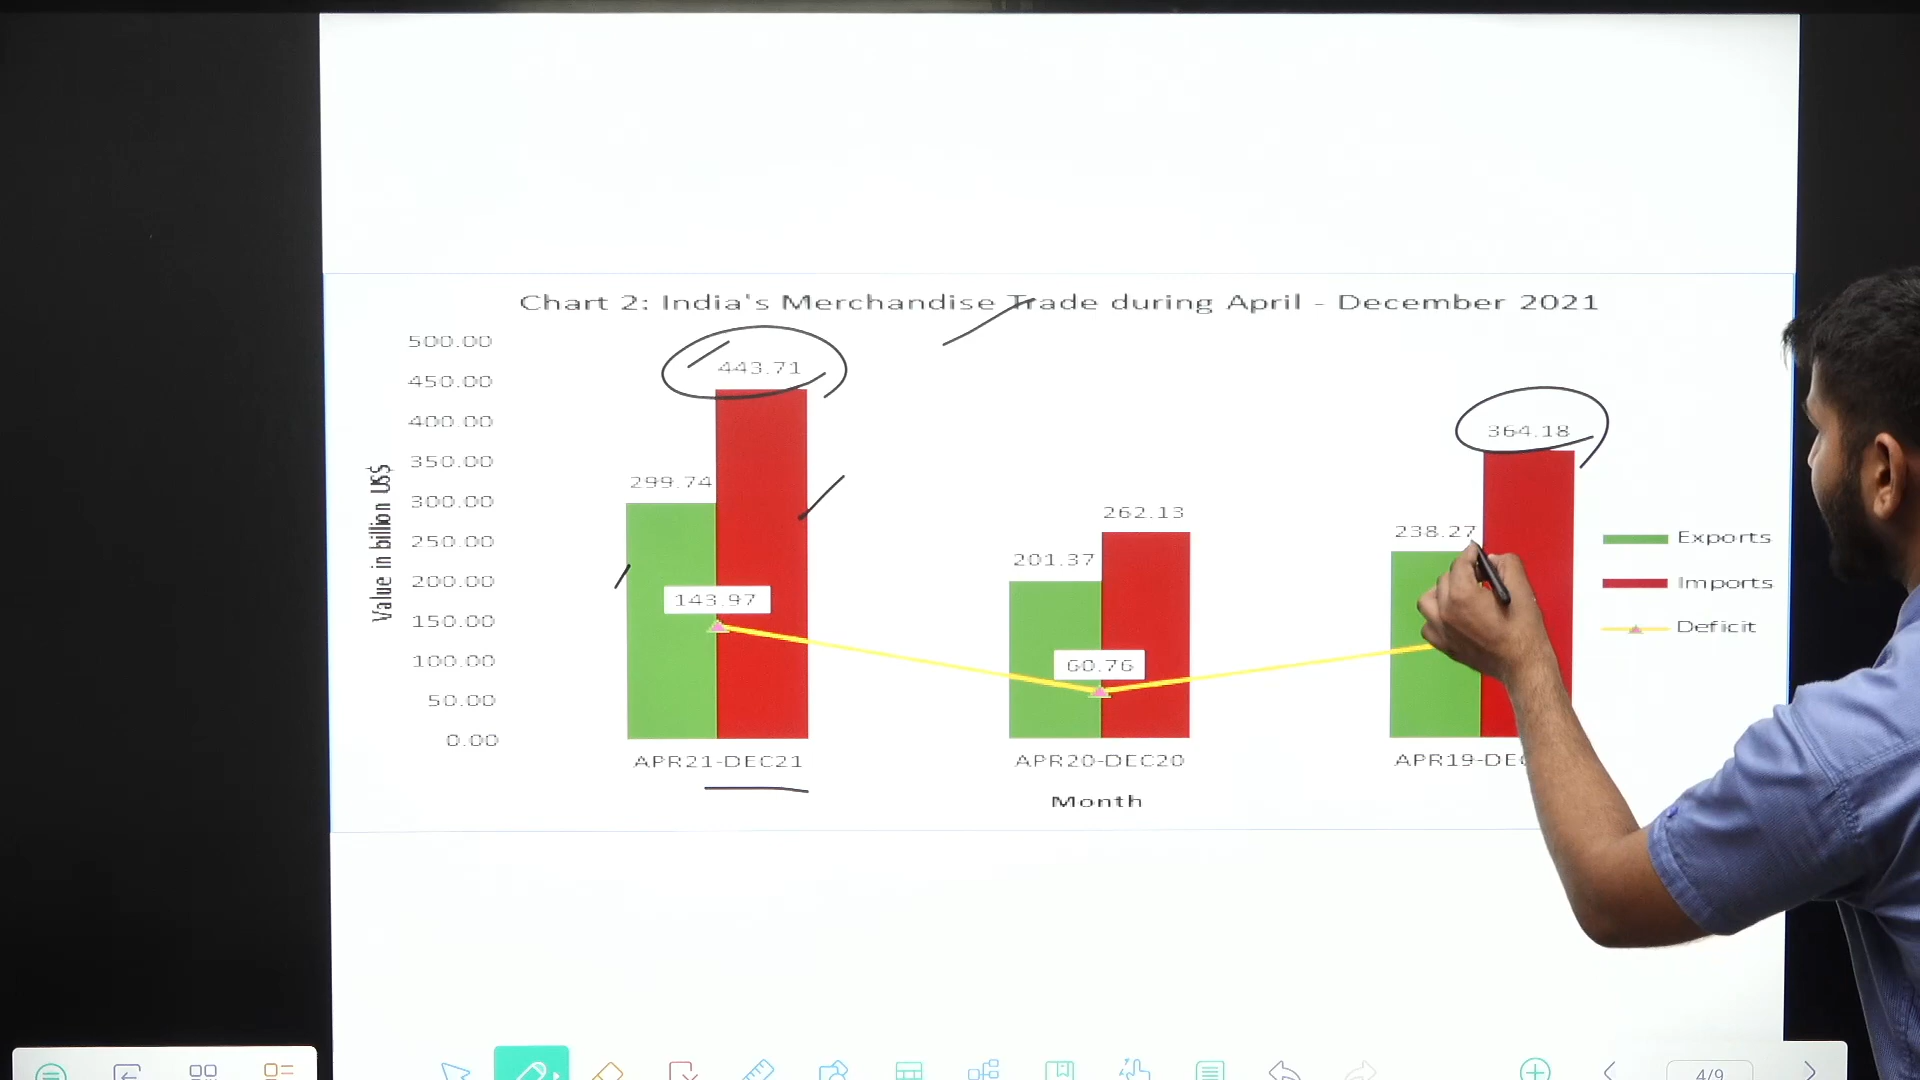 Chart 2: India's Merchandise Trade during April - December 2021
Value in billion US$
500.00
450.00
400.00
350.00
300.00
250.00
200.00
150.00
100.00
50.00
0.00
443.71
299.74
143.97
262.13
201.37
60.76
364.18
238.27
Exports
Imports
Deficit
APR21-DEC21
APR20-DEC20
APR19-DEC
Month
4/9